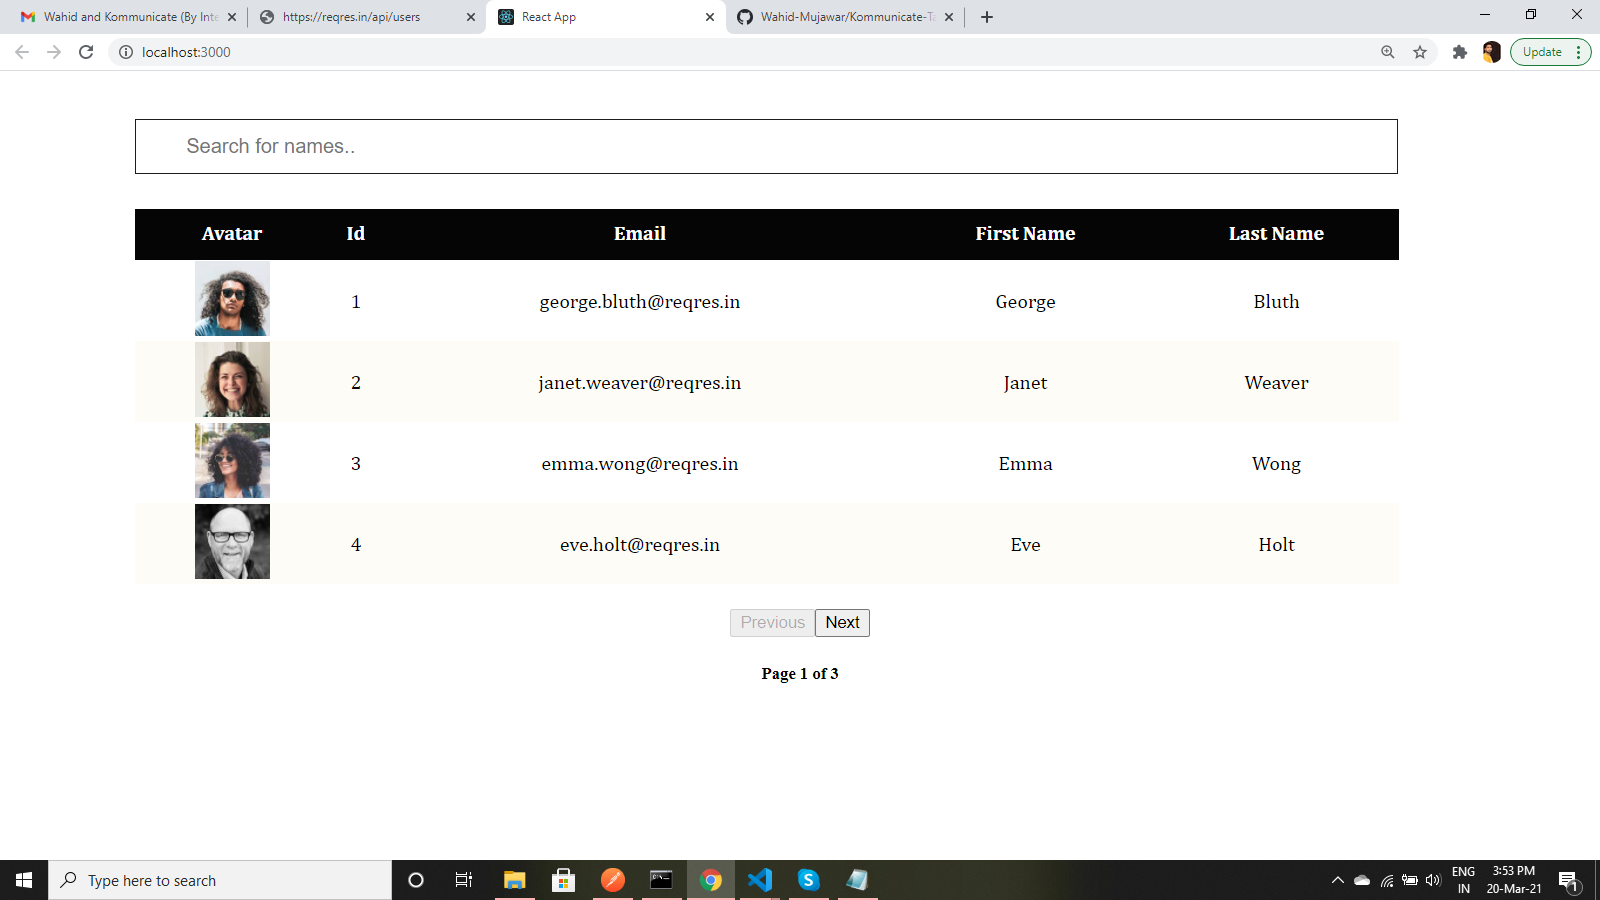 Wahid and Kommunicate (By Inte
https://reqres.in/api/users
React App
Wahid-Mujawar/Kommunicate-Ta
localhost:3000
Update
Search for names..
Avatar Id Email First Name Last Name
1 george.bluth@reqres.in George Bluth
2 janet.weaver@reqres.in Janet Weaver
3 emma.wong@reqres.in Emma Wong
4 eve.holt@reqres.in Eve Holt
Previous Next
Page 1 of 3
Type here to search
ENG
IN
3:53 PM
20-Mar-21
1